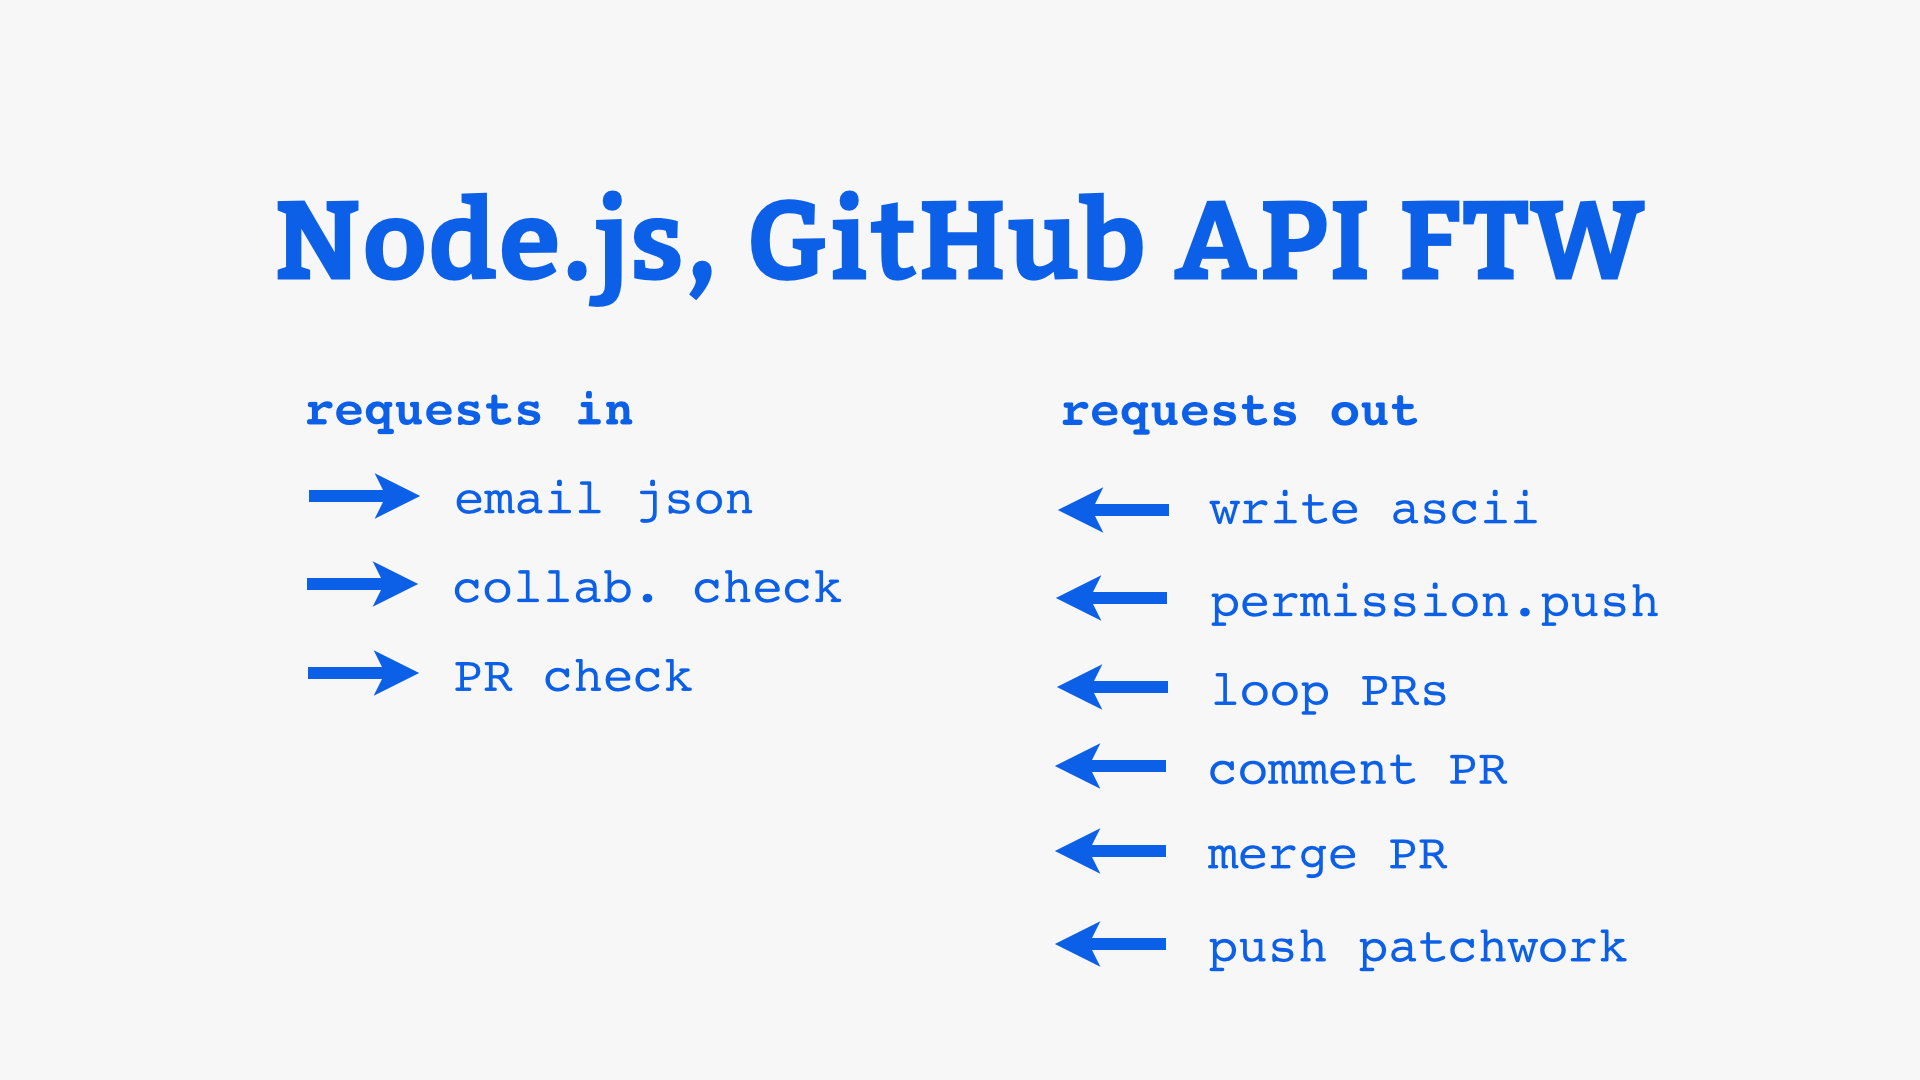 Node.js, GitHub API FTW
requests in
email json
collab. check
PR check
requests out
write ascii
permission.push
loop PRs
comment PR
merge PR
push patchwork